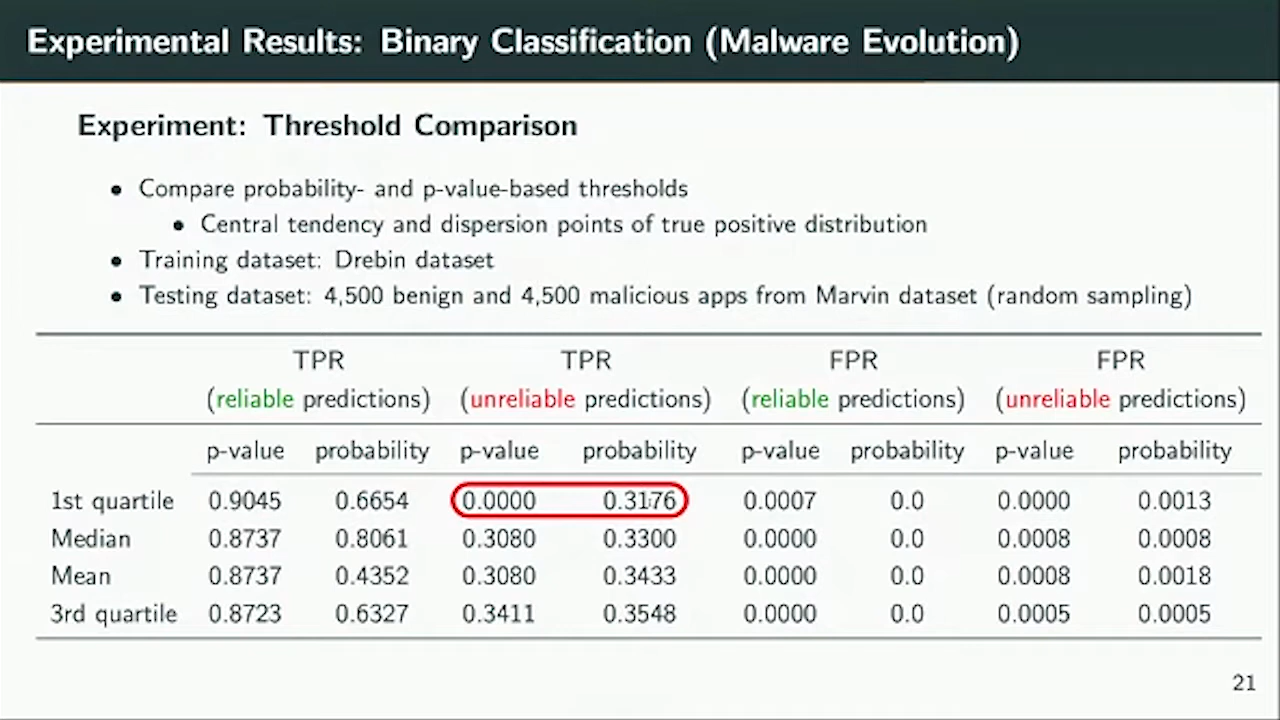 Experimental Results: Binary Classification (Malware Evolution)
Experiment: Threshold Comparison
• Compare probability- and p-value-based thresholds
• Central tendency and dispersion points of true positive distribution
• Training dataset: Drebin dataset
• Testing dataset: 4,500 benign and 4,500 malicious apps from Marvin dataset (random sampling)
TPR TPR FPR FPR
(reliable predictions) (unreliable predictions) (reliable predictions) (unreliable predictions)
p-value probability p-value probability p-value probability p-value probability
1st quartile 0.9045 0.6654 0.0000 0.3176 0.0007 0.0 0.0000 0.0013
Median 0.8737 0.8061 0.3080 0.3300 0.0000 0.0 0.0008 0.0008
Mean 0.8737 0.4352 0.3080 0.3433 0.0000 0.0 0.0008 0.0018
3rd quartile 0.8723 0.6327 0.3411 0.3548 0.0000 0.0 0.0005 0.0005
21